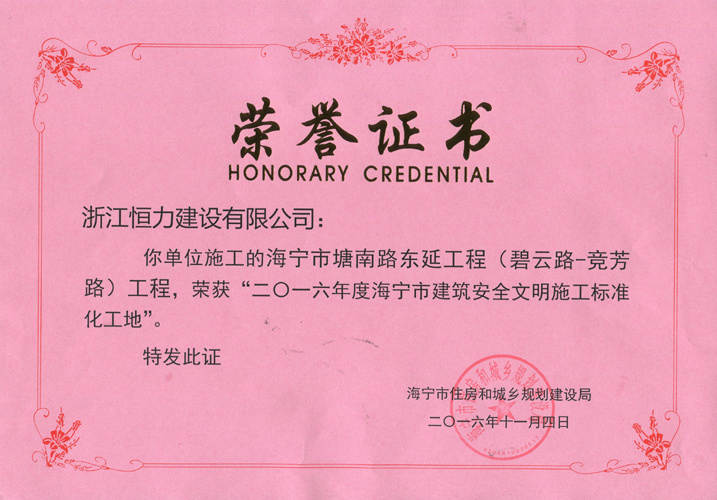 荣誉证书
HONORARY CREDENTIAL
浙江恒力建设有限公司：
你单位施工的海宁市塘南路东延工程（碧云路-竞芳
路）工程，荣获“二〇一六年度海宁市建筑安全文明施工标准
化工地”。
特发此证
海宁市住房和城乡规划建设局
二〇一六年十一月四日